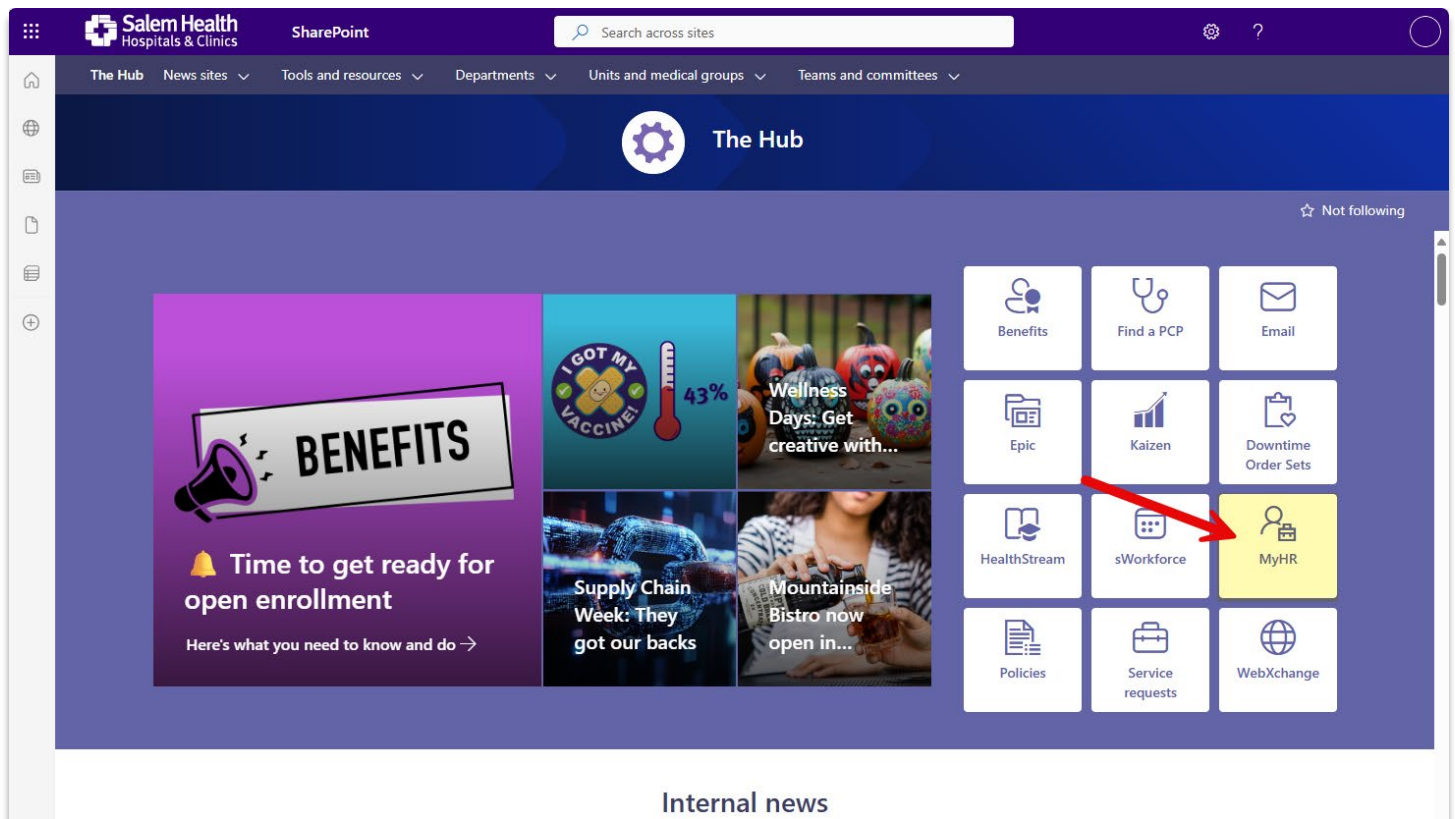 Salem Health
Hospitals & Clinics
SharePoint
Search across sites
?
The Hub
News sites
Tools and resources
Departments
Units and medical groups
Teams and committees
The Hub
Not following
BENEFITS
Time to get ready for
open enrollment
Here's what you need to know and do
I GOT MY
VACCINE!
43%
Wellness
Days: Get
creative with...
Supply Chain
Week: They
got our backs
Mountainside
Bistro now
open in...
Benefits
Find a PCP
Email
Epic
Kaizen
Downtime
Order Sets
HealthStream
sWorkforce
MyHR
Policies
Service
requests
WebXchange
Internal news